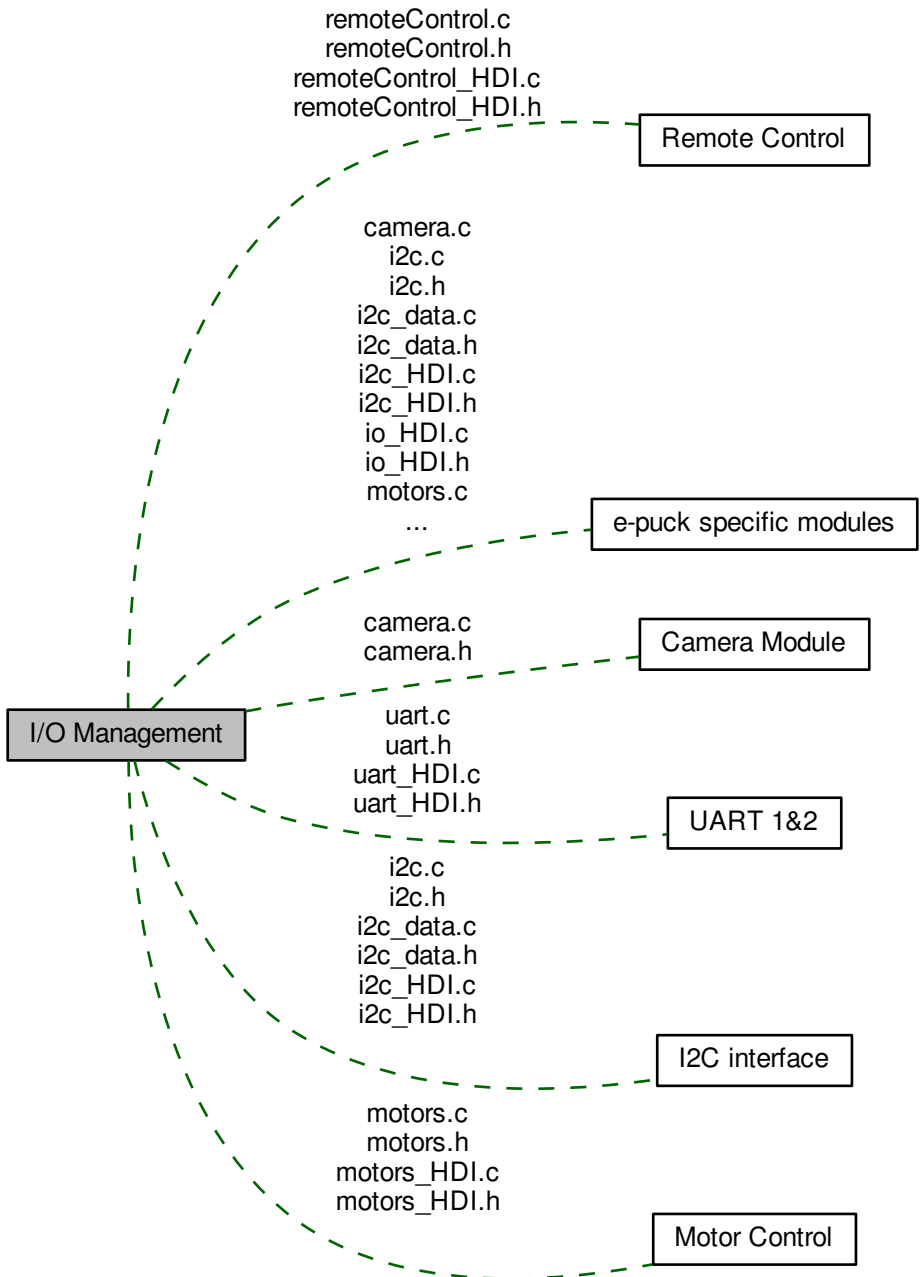 remoteControl.c
remoteControl.h
remoteControl_HDI.c
remoteControl_HDI.h
Remote Control
camera.c
i2c.c
i2c.h
i2c_data.c
i2c_data.h
i2c_HDI.c
i2c_HDI.h
io_HDI.c
io_HDI.h
motors.c
...
e-puck specific modules
camera.c
camera.h
Camera Module
I/O Management
uart.c
uart.h
uart_HDI.c
uart_HDI.h
UART 1&2
i2c.c
i2c.h
i2c_data.c
i2c_data.h
i2c_HDI.c
i2c_HDI.h
I2C interface
motors.c
motors.h
motors_HDI.c
motors_HDI.h
Motor Control